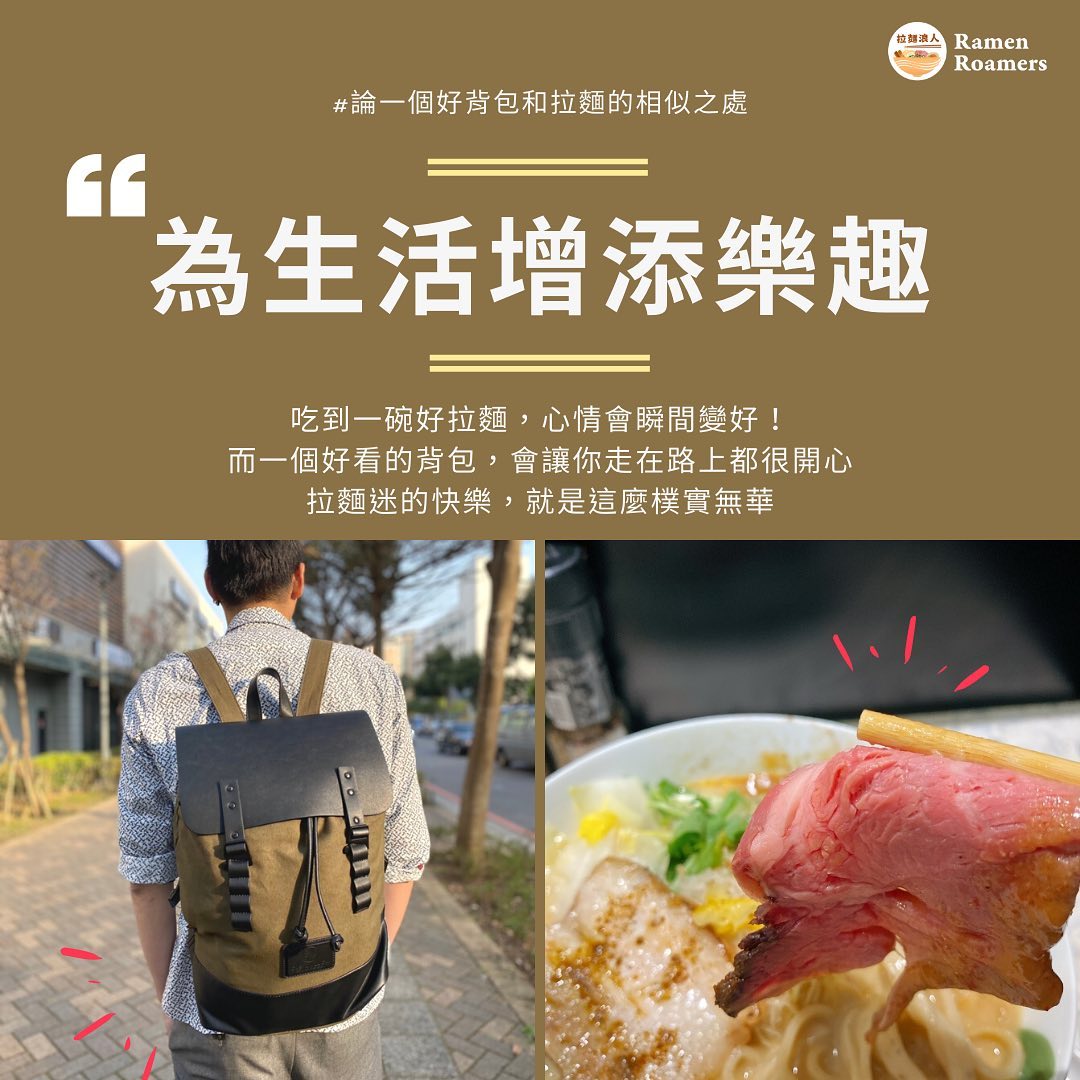 拉麵浪人
Ramen
Roamers
#論一個好背包和拉麵的相似之處
“
為生活增添樂趣
吃到一碗好拉麵，心情會瞬間變好！
而一個好看的背包，會讓你走在路上都很開心
拉麵迷的快樂，就是這麼樸實無華